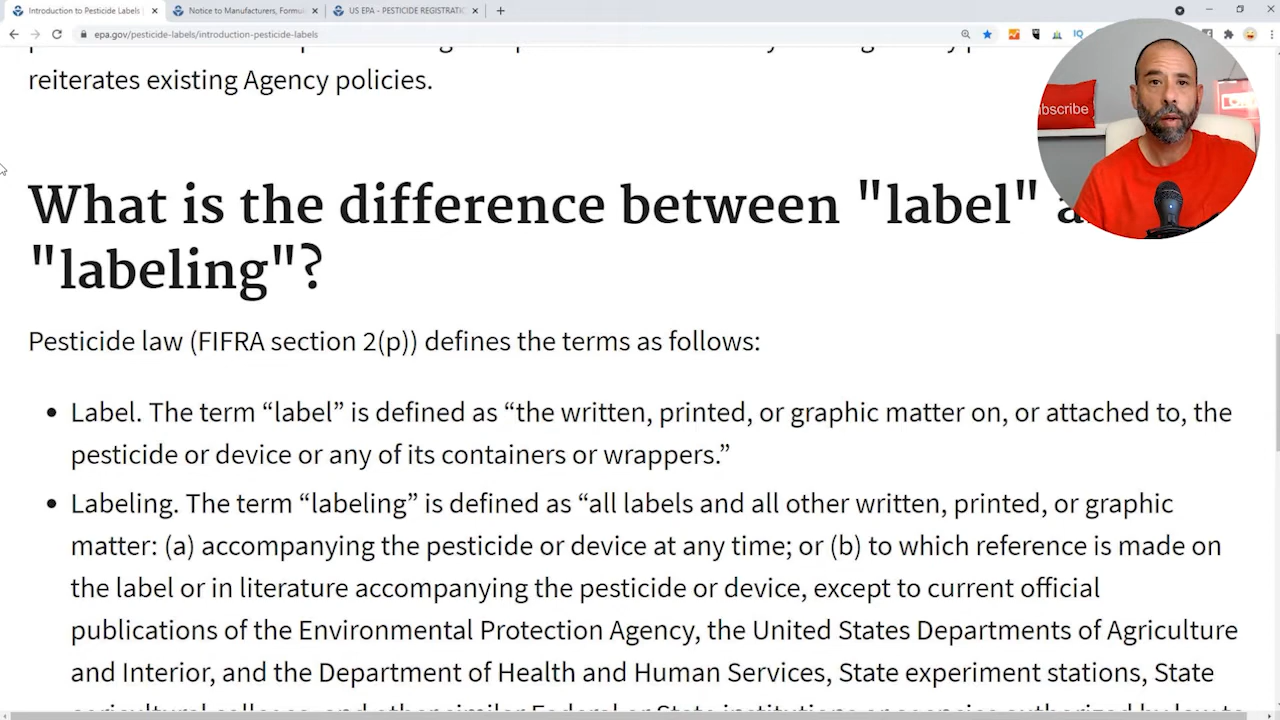 Introduction to Pesticide Labels
Notice to Manufacturers, Formul
US EPA - PESTICIDE REGISTRATI
epa.gov/pesticide-labels/introduction-pesticide-labels
reiterates existing Agency policies.
ubscribe
What is the difference between "label"
"labeling"?
Pesticide law (FIFRA section 2(p)) defines the terms as follows:
Label. The term “label” is defined as “the written, printed, or graphic matter on, or attached to, the
pesticide or device or any of its containers or wrappers.”
Labeling. The term “labeling” is defined as “all labels and all other written, printed, or graphic
matter: (a) accompanying the pesticide or device at any time; or (b) to which reference is made on
the label or in literature accompanying the pesticide or device, except to current official
publications of the Environmental Protection Agency, the United States Departments of Agriculture
and Interior, and the Department of Health and Human Services, State experiment stations, State